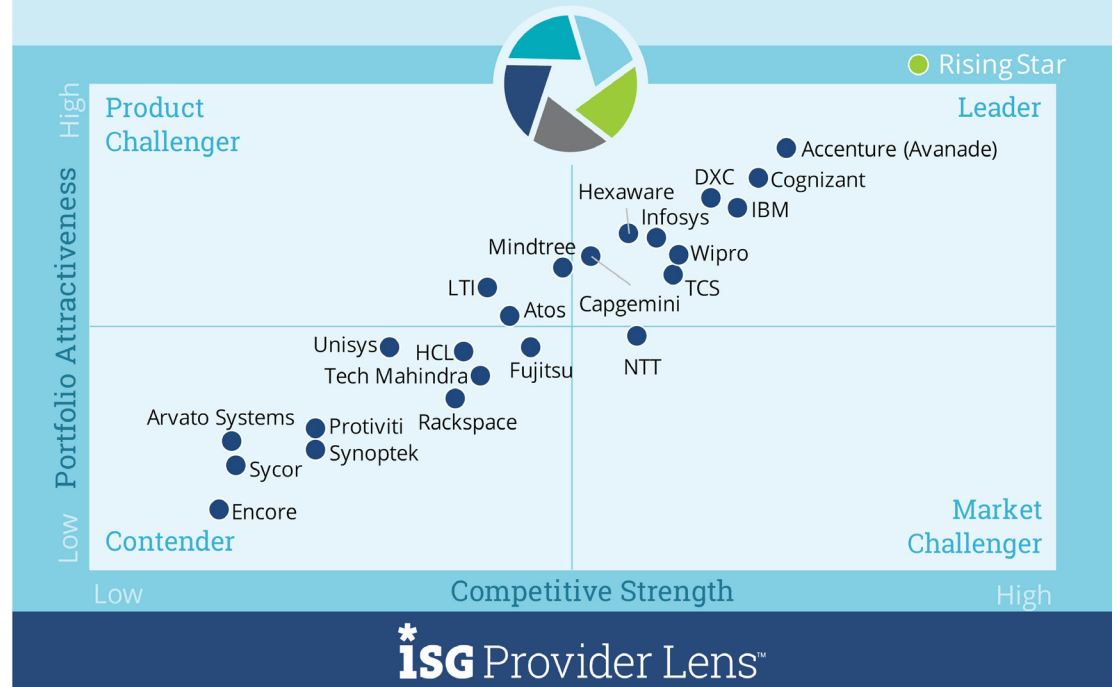 Rising Star
High
Product
Challenger
Leader
Accenture (Avanade)
DXC
Cognizant
Hexaware
IBM
Infosys
Mindtree
Wipro
LTI
TCS
Capgemini
Atos
Portfolio Attractiveness
Unisys
HCL
Fujitsu
NTT
Tech Mahindra
Rackspace
Arvato Systems
Protiviti
Synoptek
Sycor
Encore
Low
Contender
Market
Challenger
Low
Competitive Strength
High
*ISG Provider Lens™